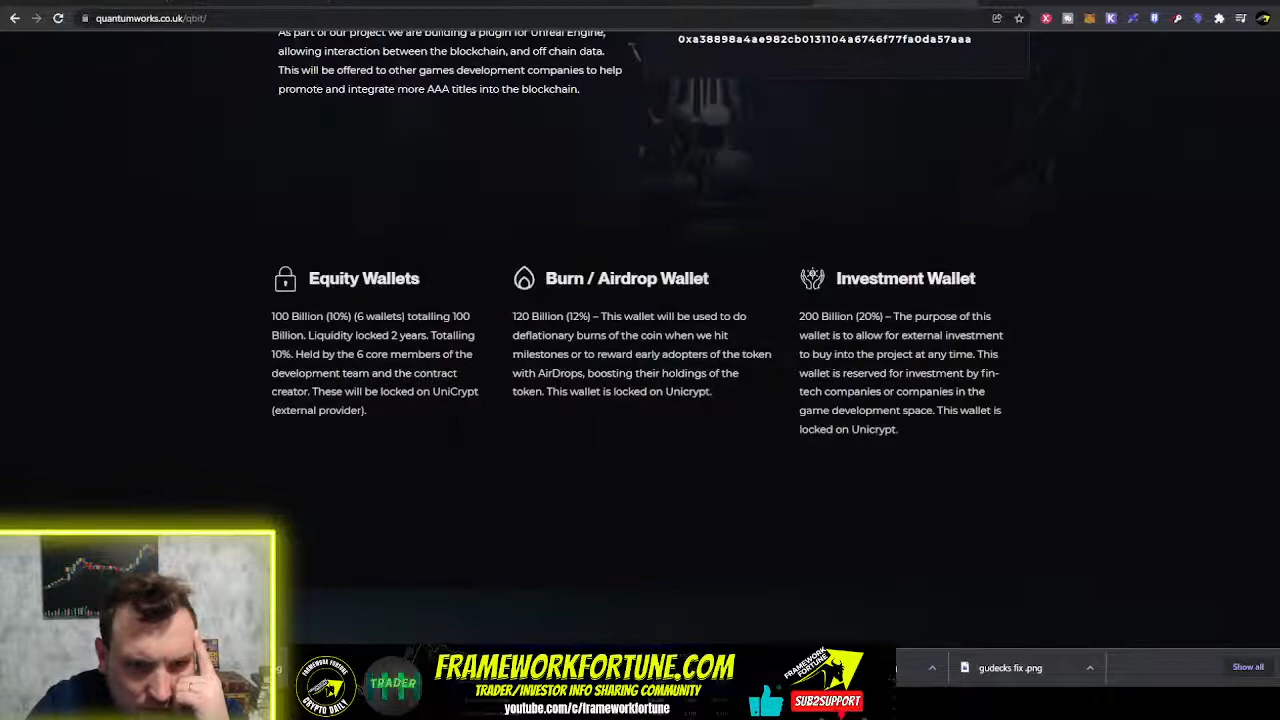 quantumworks.co.uk/qbit/
As part of our project we are building a plugin for Unreal Engine,
allowing interaction between the blockchain, and off chain data.
This will be offered to other games development companies to help
promote and integrate more AAA titles into the blockchain.
0xa38898a4ae982cb0131104a6746f77fa0da57aaa
Equity Wallets
100 Billion (10%) (6 wallets) totalling 100
Billion. Liquidity locked 2 years. Totalling
10%. Held by the 6 core members of the
development team and the contract
creator. These will be locked on UniCrypt
(external provider).
Burn / Airdrop Wallet
120 Billion (12%) – This wallet will be used to do
deflationary burns of the coin when we hit
milestones or to reward early adopters of the token
with AirDrops, boosting their holdings of the
token. This wallet is locked on Unicrypt.
Investment Wallet
200 Billion (20%) – The purpose of this
wallet is to allow for external investment
to buy into the project at any time. This
wallet is reserved for investment by fin-
tech companies or companies in the
game development space. This wallet is
locked on Unicrypt.
FRAMEWORK FORTUNE
CRYPTO DAILY
TRADER
FRAMEWORKFORTUNE.COM
TRADER/INVESTOR INFO SHARING COMMUNITY
youtube.com/c/frameworkfortune
FRAMEWORK FORTUNE
SUB2SUPPORT
gudecks fix .png
Show all